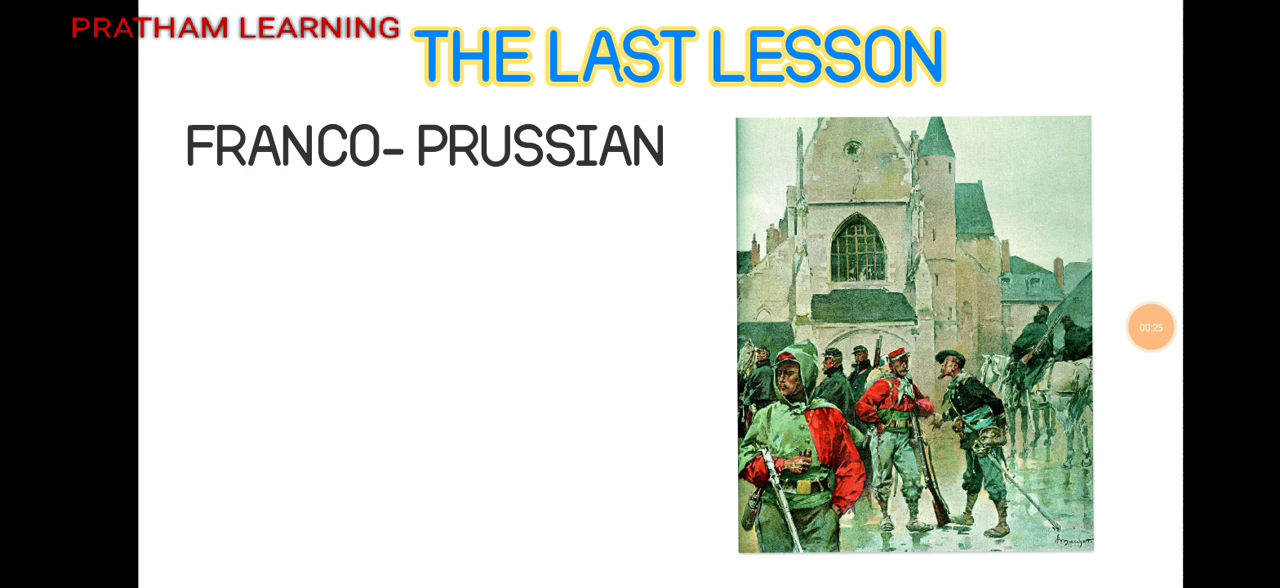 PRATHAM LEARNING
THE LAST LESSON
FRANCO- PRUSSIAN
00:25